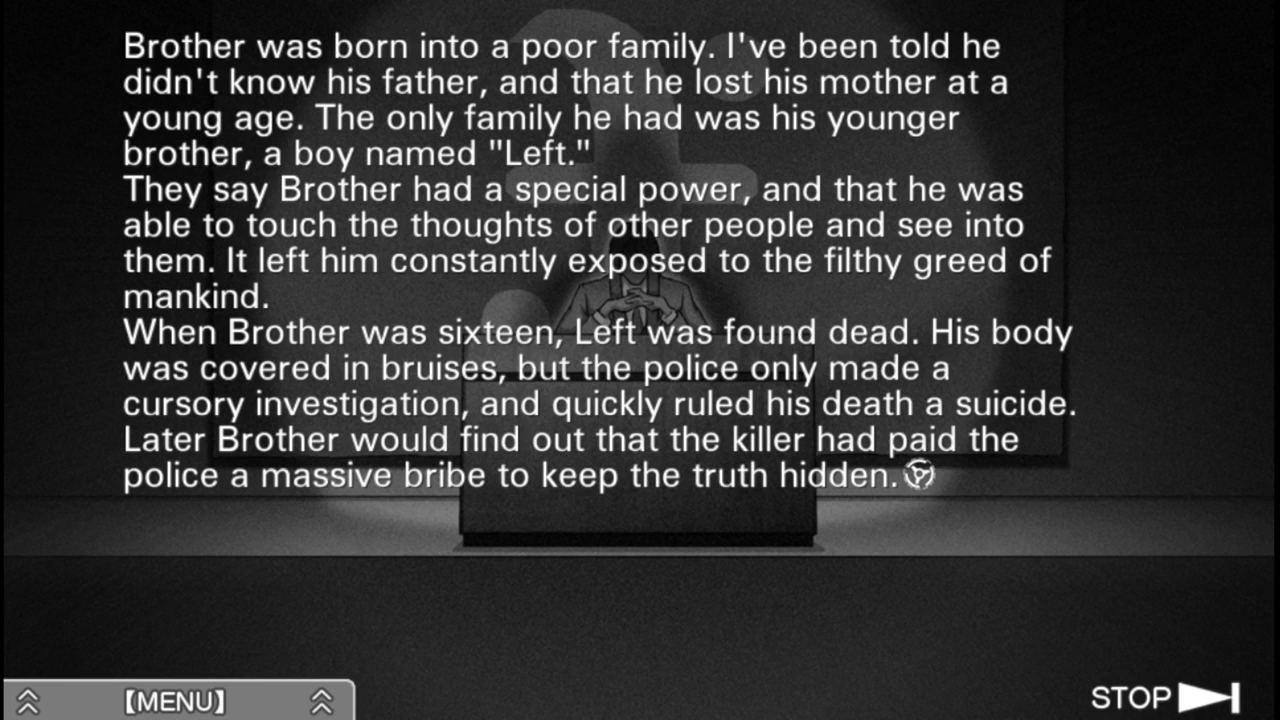 Brother was born into a poor family. I've been told he
didn't know his father, and that he lost his mother at a
young age. The only family he had was his younger
brother, a boy named "Left."
They say Brother had a special power, and that he was
able to touch the thoughts of other people and see into
them. It left him constantly exposed to the filthy greed of
mankind.
When Brother was sixteen, Left was found dead. His body
was covered in bruises, but the police only made a
cursory investigation, and quickly ruled his death a suicide.
Later Brother would find out that the killer had paid the
police a massive bribe to keep the truth hidden.
【MENU】
STOP